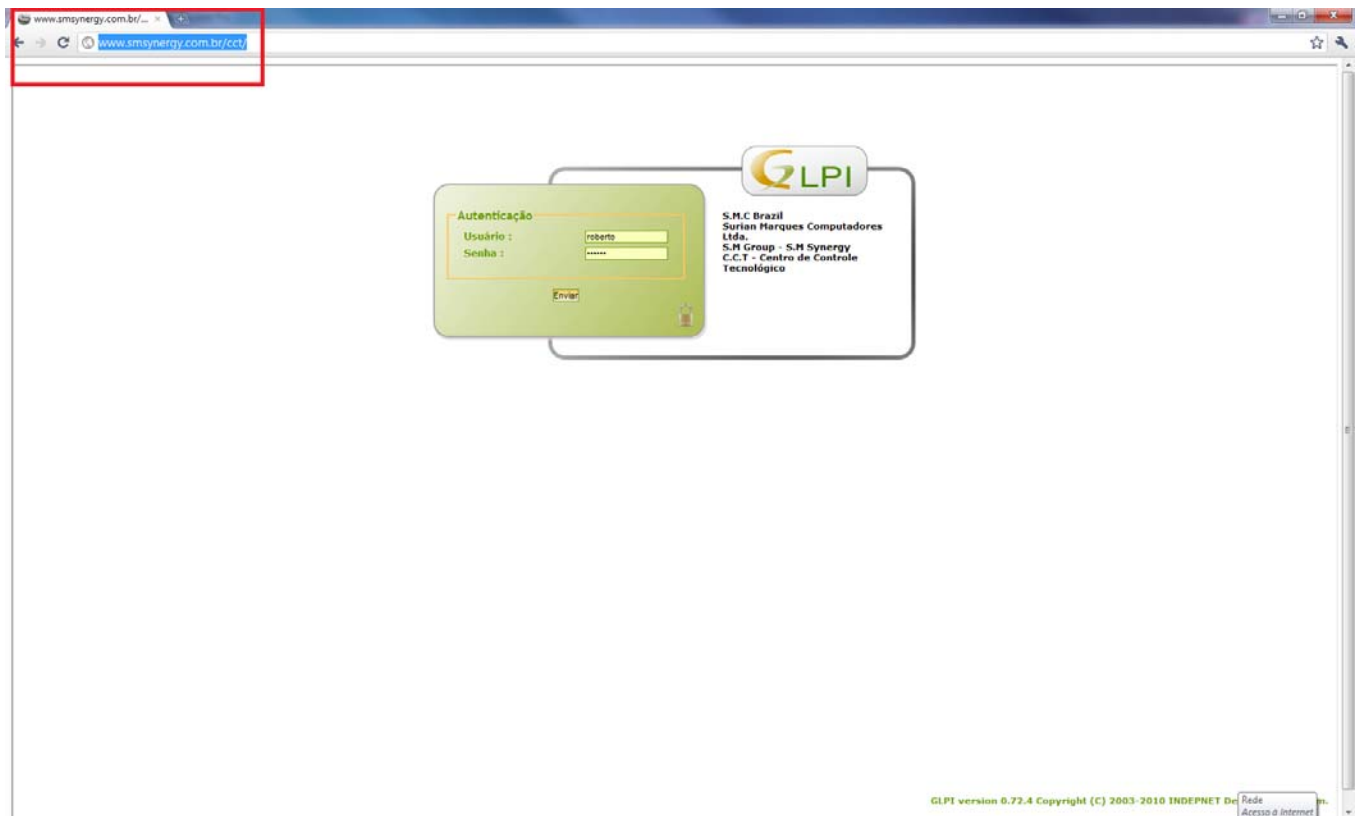 www.smsynergy.com.br/...
www.smsynergy.com.br/cct/
GLPI
Autenticação
Usuário : roberto
Senha : ••••••
Enviar
S.M.C Brazil
Surian Marques Computadores
Ltda.
S.M Group - S.M Synergy
C.C.T - Centro de Controle
Tecnológico
GLPI version 0.72.4 Copyright (C) 2003-2010 INDEPNET
Rede
Acesso à Internet